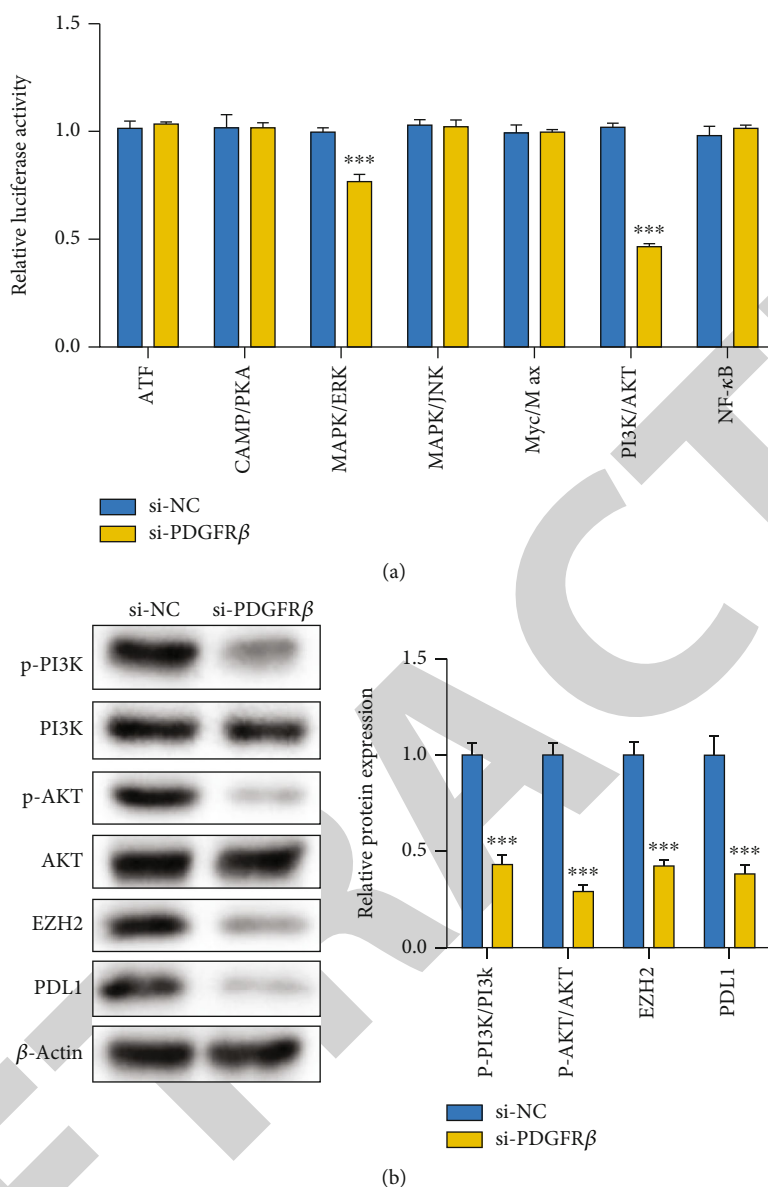 1.5
1.0
0.5
0.0
Relative luciferase activity
***
***
ATF
CAMP/PKA
MAPK/ERK
MAPK/JNK
Myc/M ax
PI3K/AKT
NF-κB
si-NC
si-PDGFRβ
(a)
si-NC si-PDGFRβ
p-PI3K
PI3K
p-AKT
AKT
EZH2
PDL1
β-Actin
1.5
1.0
0.5
0.0
Relative protein expression
***
***
***
***
P-PI3K/PI3k
P-AKT/AKT
EZH2
PDL1
si-NC
si-PDGFRβ
(b)